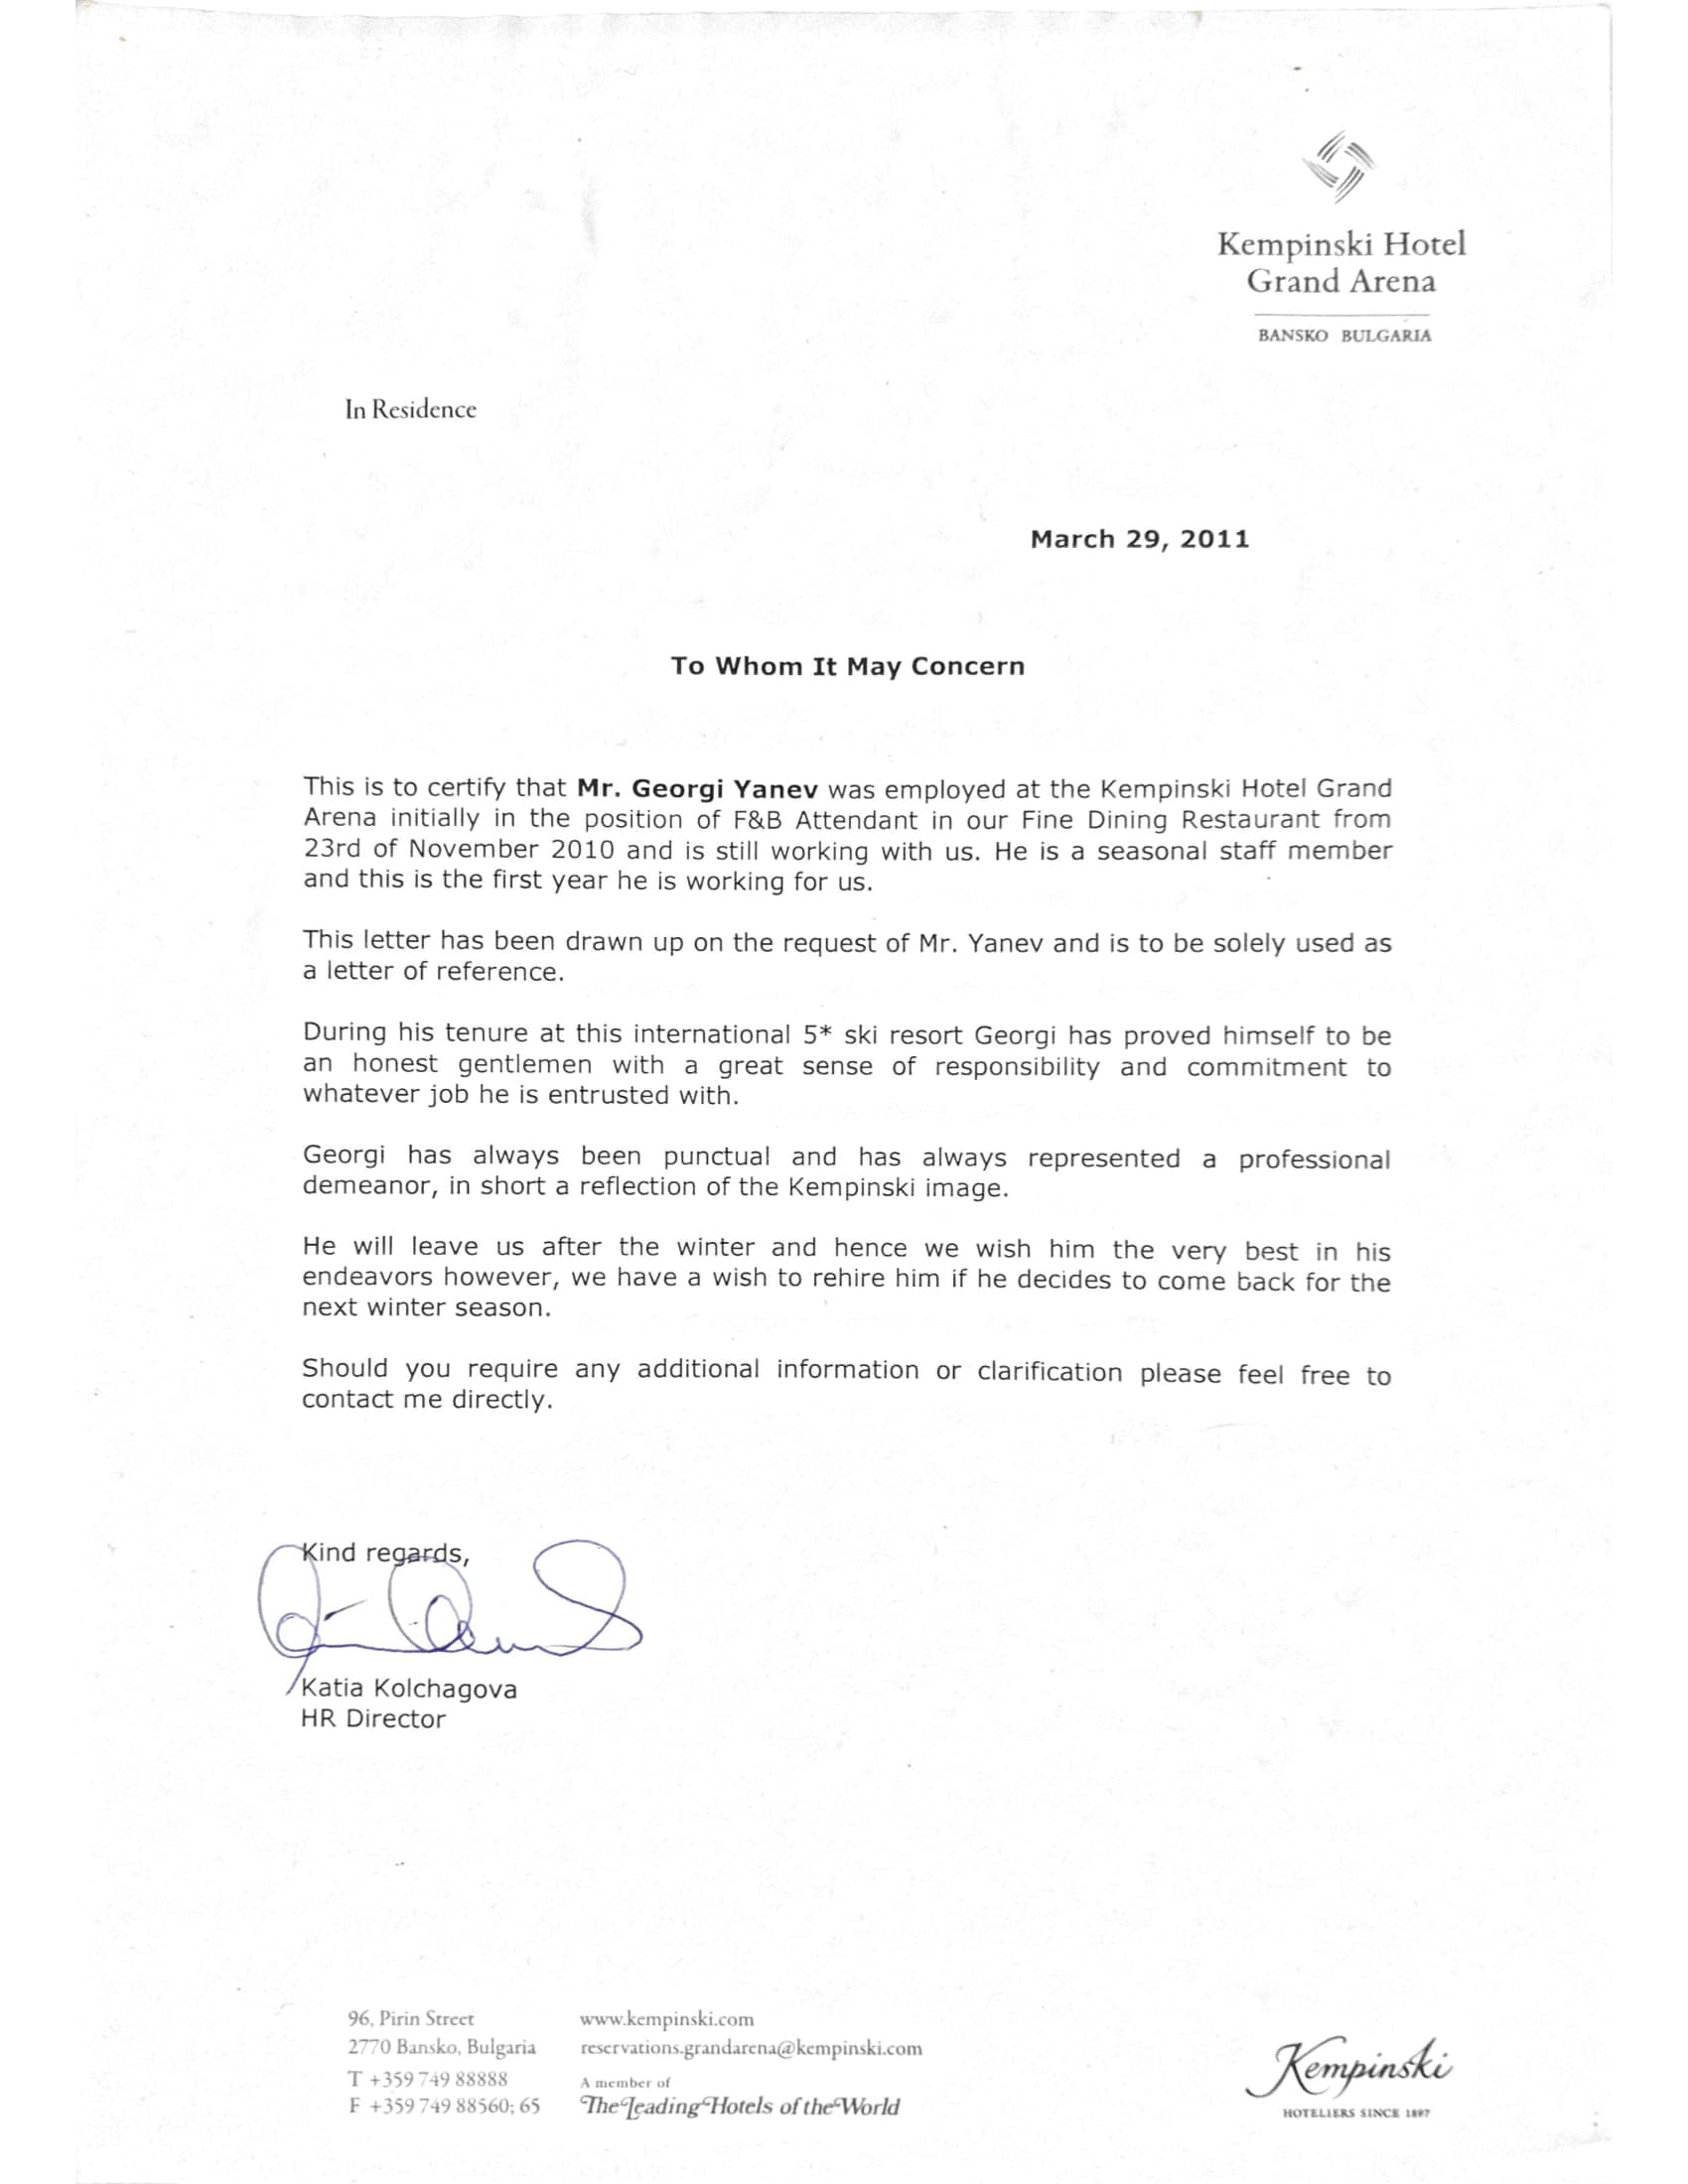 Kempinski Hotel
Grand Arena
BANSKO BULGARIA
In Residence
March 29, 2011
To Whom It May Concern
This is to certify that Mr. Georgi Yanev was employed at the Kempinski Hotel Grand
Arena initially in the position of F&B Attendant in our Fine Dining Restaurant from
23rd of November 2010 and is still working with us. He is a seasonal staff member
and this is the first year he is working for us.
This letter has been drawn up on the request of Mr. Yanev and is to be solely used as
a letter of reference.
During his tenure at this international 5* ski resort Georgi has proved himself to be
an honest gentlemen with a great sense of responsibility and commitment to
whatever job he is entrusted with.
Georgi has always been punctual and has always represented a professional
demeanor, in short a reflection of the Kempinski image.
He will leave us after the winter and hence we wish him the very best in his
endeavors however, we have a wish to rehire him if he decides to come back for the
next winter season.
Should you require any additional information or clarification please feel free to
contact me directly.
Kind regards,
Katia Kolchagova
HR Director
96, Pirin Street
2770 Bansko, Bulgaria
T +359 749 88888
F +359 749 88560; 65
www.kempinski.com
reservations.grandarena@kempinski.com
A member of
The Leading Hotels of the World
Kempinski
HOTELIERS SINCE 1897